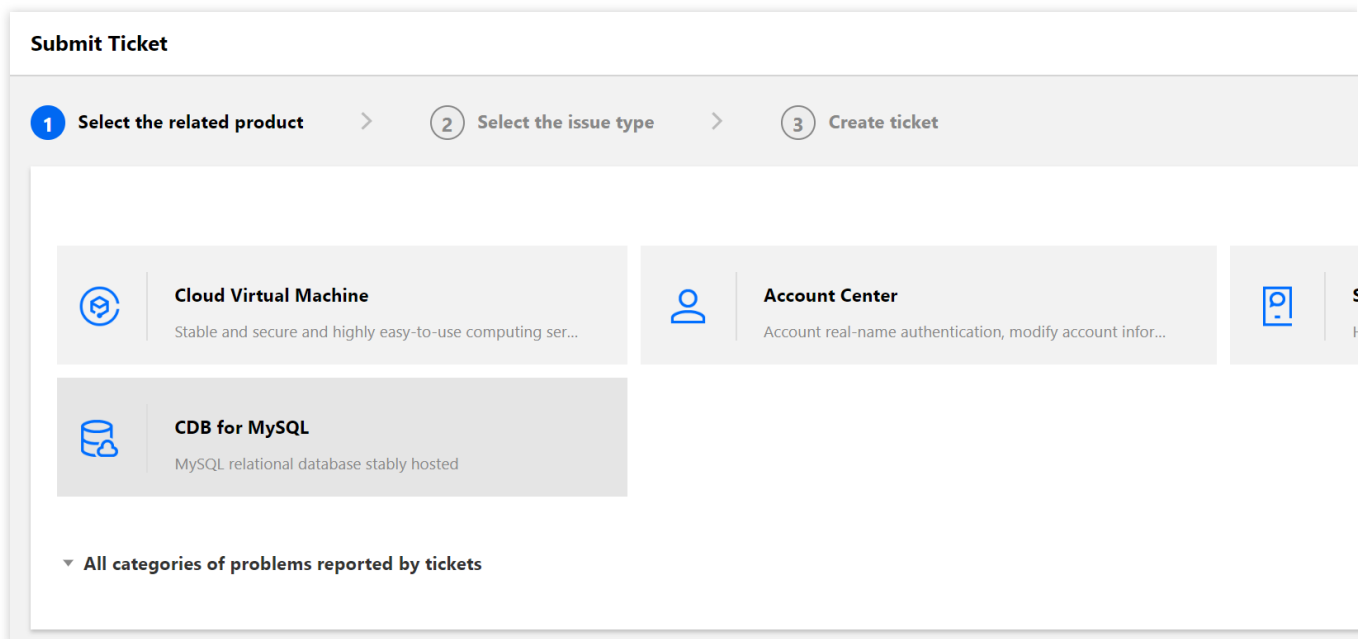 Submit Ticket
1 Select the related product
2 Select the issue type
3 Create ticket
Cloud Virtual Machine
Stable and secure and highly easy-to-use computing ser...
Account Center
Account real-name authentication, modify account infor...
CDB for MySQL
MySQL relational database stably hosted
All categories of problems reported by tickets